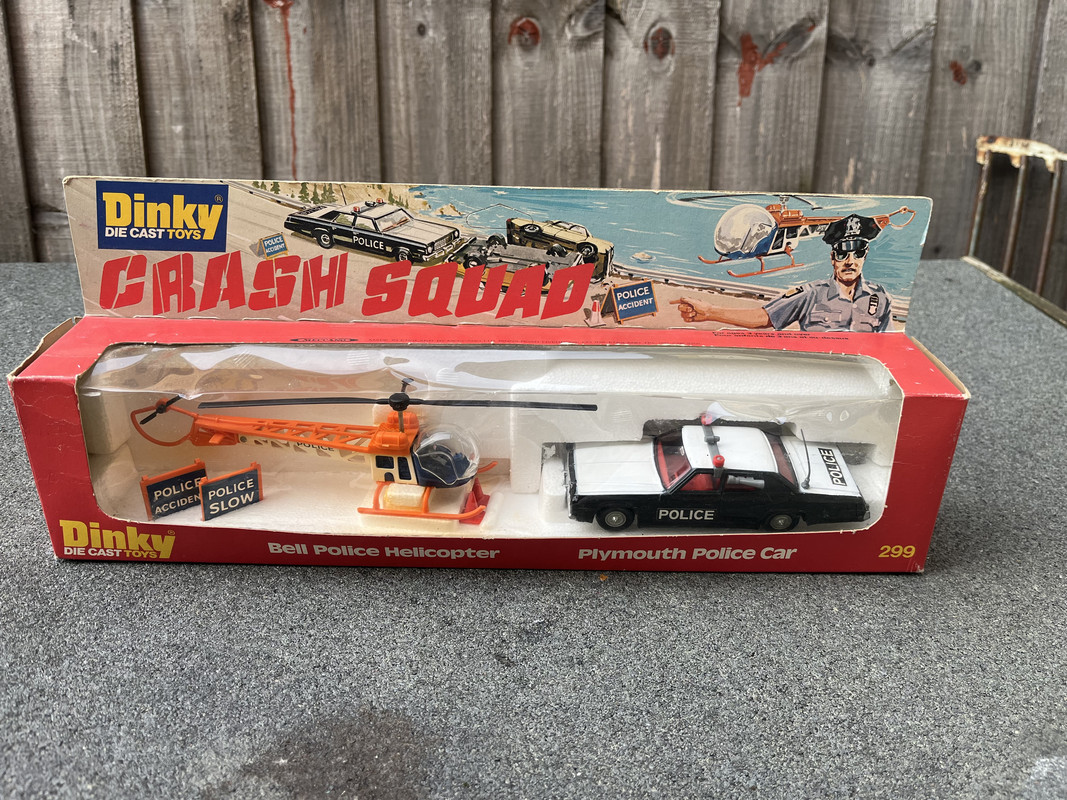 Dinky®
DIE CAST TOYS
POLICE
ACCIDENT
POLICE
CRASH SQUAD
POLICE
ACCIDENT
POLICE
POLICE
ACCIDEN
POLICE
SLOW
POLICE
POLICE
Dinky
DIE CAST TOYS
Bell Police Helicopter
Plymouth Police Car
299